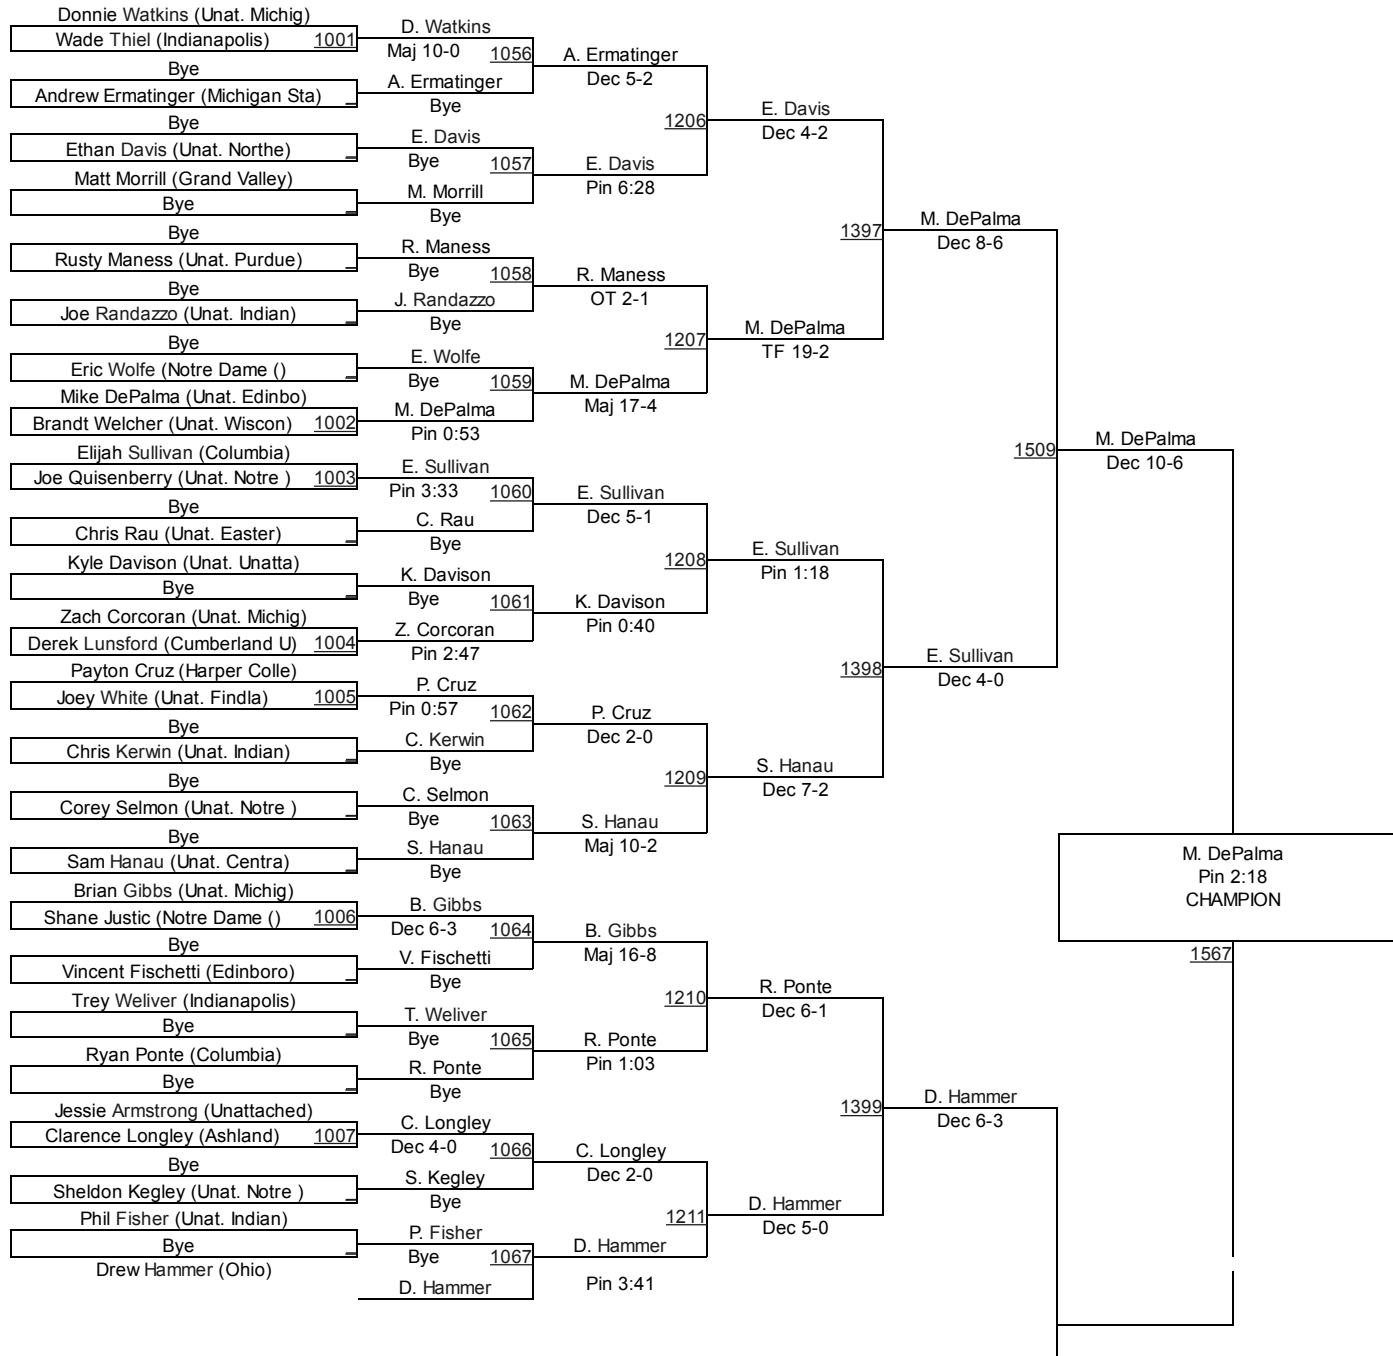 Donnie Watkins (Unat. Michig)
Wade Thiel (Indianapolis) 1001
Bye
Andrew Ermatinger (Michigan Sta)
Bye
Ethan Davis (Unat. Northe)
Matt Morrill (Grand Valley)
Bye
Bye
Rusty Maness (Unat. Purdue)
Bye
Joe Randazzo (Unat. Indian)
Bye
Eric Wolfe (Notre Dame ()
Mike DePalma (Unat. Edinbo)
Brandt Welcher (Unat. Wiscon) 1002
Elijah Sullivan (Columbia)
Joe Quisenberry (Unat. Notre ) 1003
Bye
Chris Rau (Unat. Easter)
Kyle Davison (Unat. Unatta)
Bye
Zach Corcoran (Unat. Michig)
Derek Lunsford (Cumberland U) 1004
Payton Cruz (Harper Colle)
Joey White (Unat. Findla) 1005
Bye
Chris Kerwin (Unat. Indian)
Bye
Corey Selmon (Unat. Notre )
Bye
Sam Hanau (Unat. Centra)
Brian Gibbs (Unat. Michig)
Shane Justic (Notre Dame () 1006
Bye
Vincent Fischetti (Edinboro)
Trey Weliver (Indianapolis)
Bye
Ryan Ponte (Columbia)
Bye
Jessie Armstrong (Unattached)
Clarence Longley (Ashland) 1007
Bye
Sheldon Kegley (Unat. Notre )
Phil Fisher (Unat. Indian)
Bye
Drew Hammer (Ohio)
D. Watkins
Maj 10-0 1056
A. Ermatinger
Bye
E. Davis
Bye 1057
M. Morrill
Bye
R. Maness
Bye 1058
J. Randazzo
Bye
E. Wolfe
Bye 1059
M. DePalma
Pin 0:53
E. Sullivan
Pin 3:33 1060
C. Rau
Bye
K. Davison
Bye 1061
Z. Corcoran
Pin 2:47
P. Cruz
Pin 0:57 1062
C. Kerwin
Bye
C. Selmon
Bye 1063
S. Hanau
Bye
B. Gibbs
Dec 6-3 1064
V. Fischetti
Bye
T. Weliver
Bye 1065
R. Ponte
Bye
C. Longley
Dec 4-0 1066
S. Kegley
Bye
P. Fisher
Bye 1067
D. Hammer
A. Ermatinger
Dec 5-2
1206
E. Davis
Pin 6:28
R. Maness
OT 2-1
1207
M. DePalma
Maj 17-4
E. Sullivan
Dec 5-1
1208
K. Davison
Pin 0:40
P. Cruz
Dec 2-0
1209
S. Hanau
Maj 10-2
B. Gibbs
Maj 16-8
1210
R. Ponte
Pin 1:03
C. Longley
Dec 2-0
1211
D. Hammer
Pin 3:41
E. Davis
Dec 4-2
1397
M. DePalma
TF 19-2
E. Sullivan
Pin 1:18
1398
S. Hanau
Dec 7-2
R. Ponte
Dec 6-1
1399
D. Hammer
Dec 5-0
M. DePalma
Dec 8-6
1509
E. Sullivan
Dec 4-0
D. Hammer
Dec 6-3
M. DePalma
Dec 10-6
M. DePalma
Pin 2:18
CHAMPION
1567